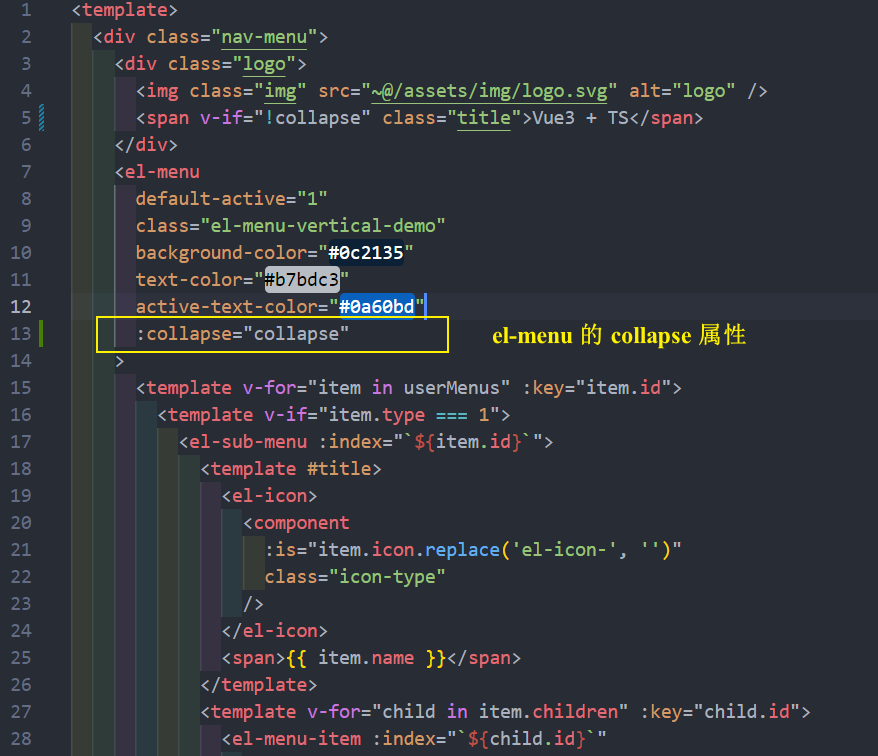 1 <template>
2 <div class="nav-menu">
3 <div class="logo">
4 <img class="img" src="~@/assets/img/logo.svg" alt="logo" />
5 <span v-if="!collapse" class="title">Vue3 + TS</span>
6 </div>
7 <el-menu
8 default-active="1"
9 class="el-menu-vertical-demo"
10 background-color="#0c2135"
11 text-color="#b7bdc3"
12 active-text-color="#0a60bd"
13 :collapse="collapse"
el-menu 的 collapse 属性
14 >
15 <template v-for="item in userMenus" :key="item.id">
16 <template v-if="item.type === 1">
17 <el-sub-menu :index="`${item.id}`">
18 <template #title>
19 <el-icon>
20 <component
21 :is="item.icon.replace('el-icon-', '')"
22 class="icon-type"
23 />
24 </el-icon>
25 <span>{{ item.name }}</span>
26 </template>
27 <template v-for="child in item.children" :key="child.id">
28 <el-menu-item :index="`${child.id}`"